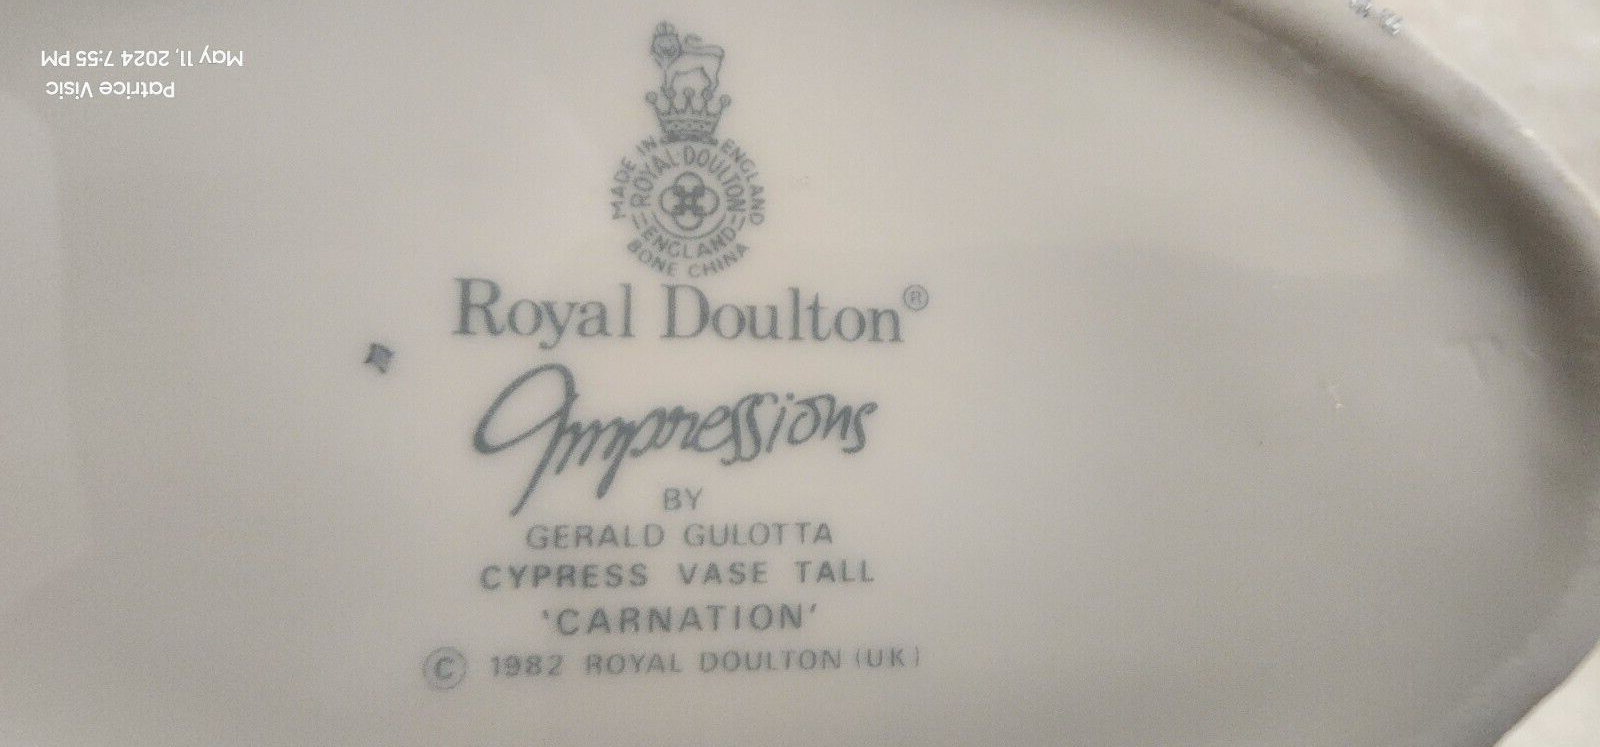 May 11, 2024 7:55 PM
Patrice Visic
MADE IN ENGLAND
ROYAL DOULTON
ENGLAND
BONE CHINA
Royal Doulton®
Impressions
BY
GERALD GULOTTA
CYPRESS VASE TALL
'CARNATION'
© 1982 ROYAL DOULTON (UK)